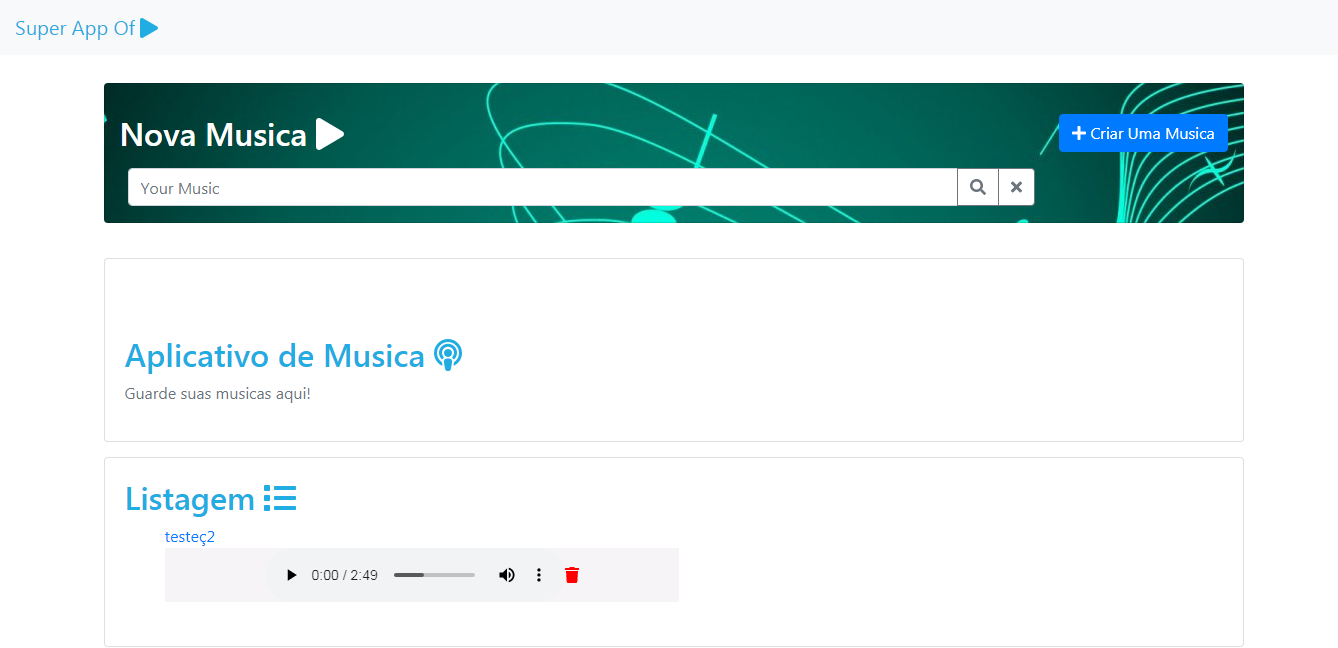 Super App Of
Nova Musica
Criar Uma Musica
Your Music
Aplicativo de Musica
Guarde suas musicas aqui!
Listagem
testeç2
0:00 / 2:49